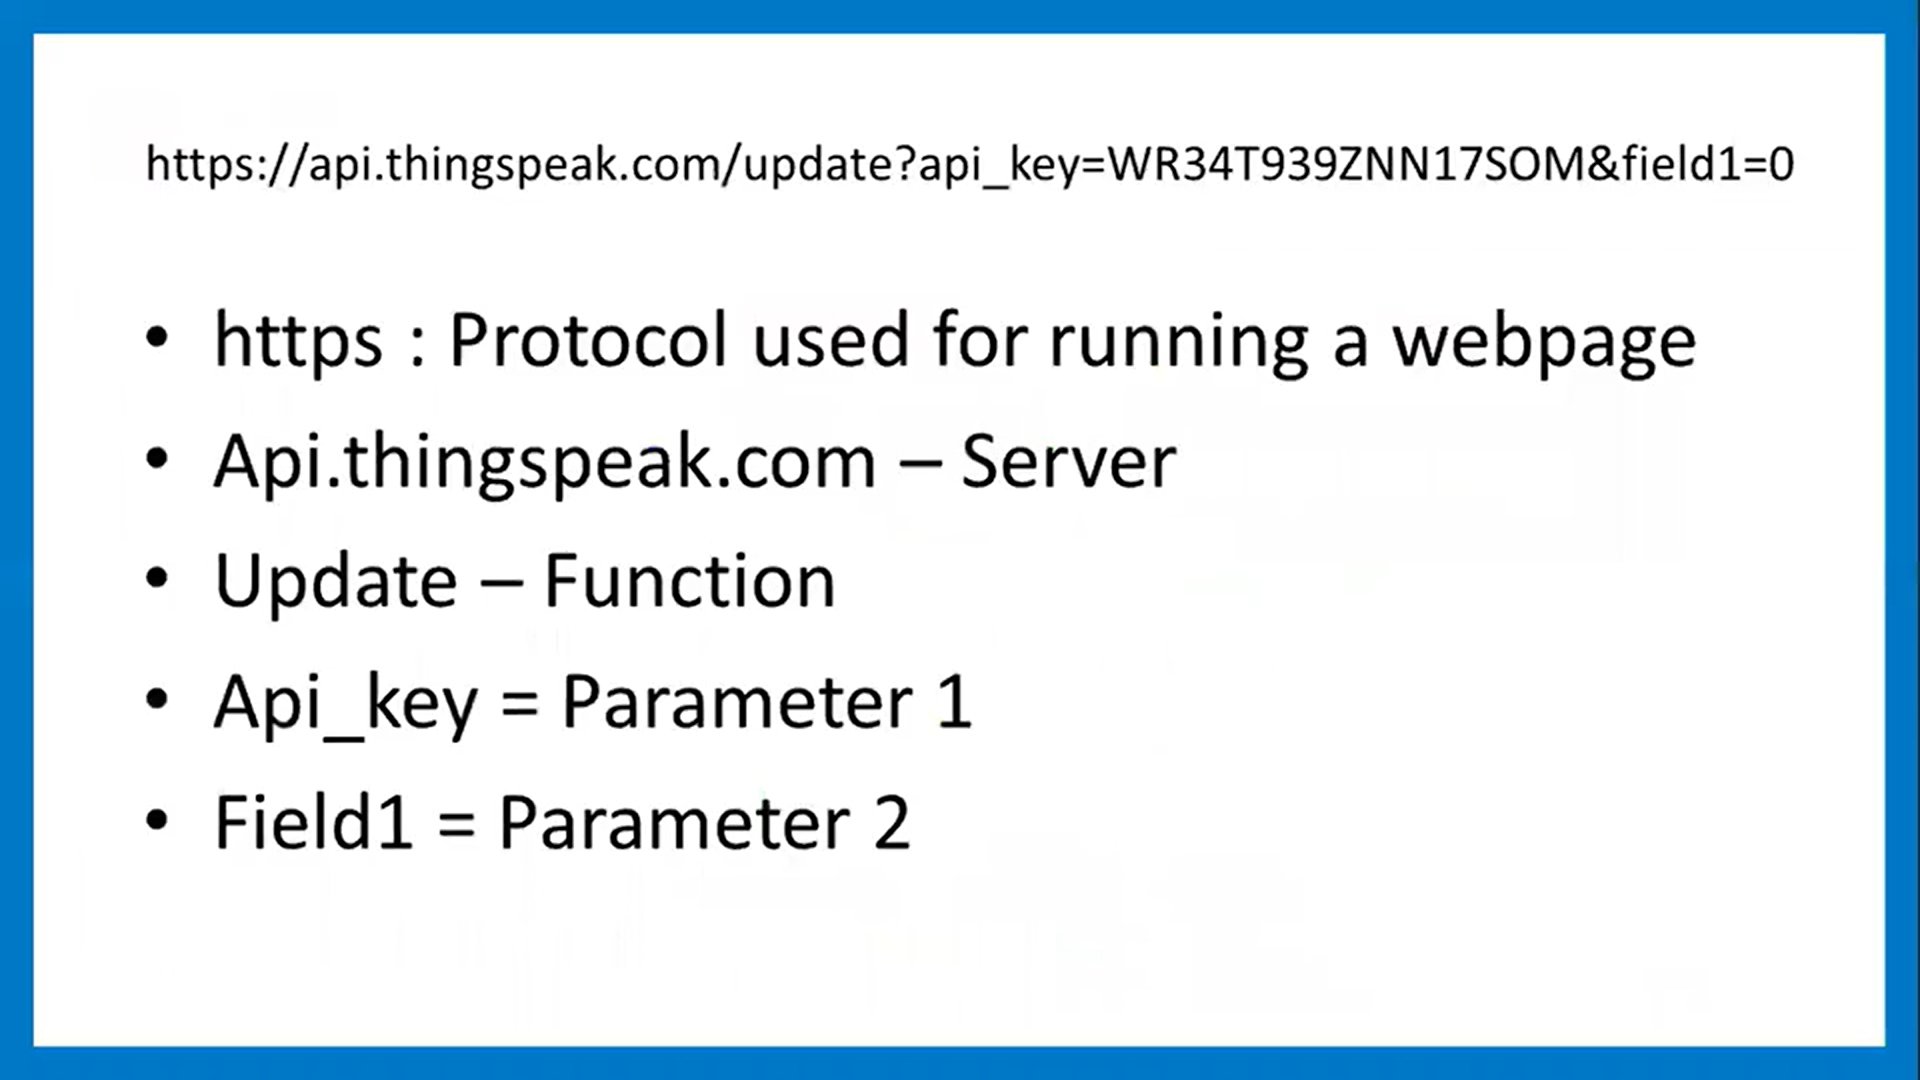 https://api.thingspeak.com/update?api_key=WR34T939ZNN17SOM&field1=0
• https : Protocol used for running a webpage
• Api.thingspeak.com – Server
• Update – Function
• Api_key = Parameter 1
• Field1 = Parameter 2